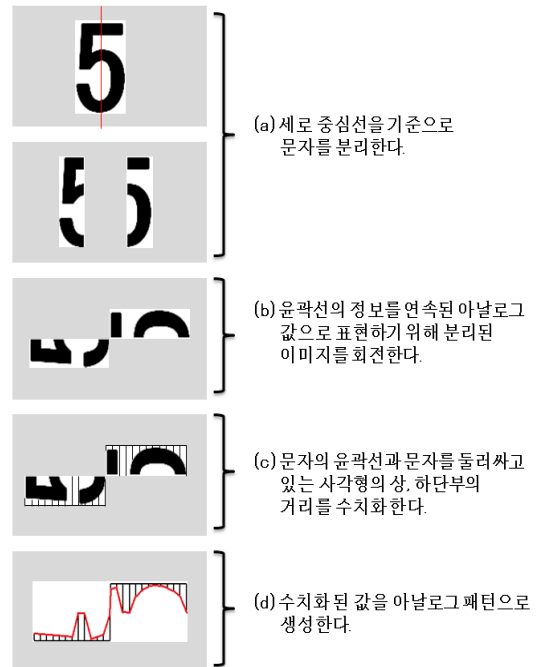 5
5 5
(a) 세로 중심선을 기준으로
문자를 분리한다.
(b) 윤곽선의 정보를 연속된 아날로그
값으로 표현하기 위해 분리된
이미지를 회전한다.
(c) 문자의 윤곽선과 문자를 둘러싸고
있는 사각형의 상, 하단부의
거리를 수치화 한다.
(d) 수치화 된 값을 아날로그 패턴으로
생성한다.